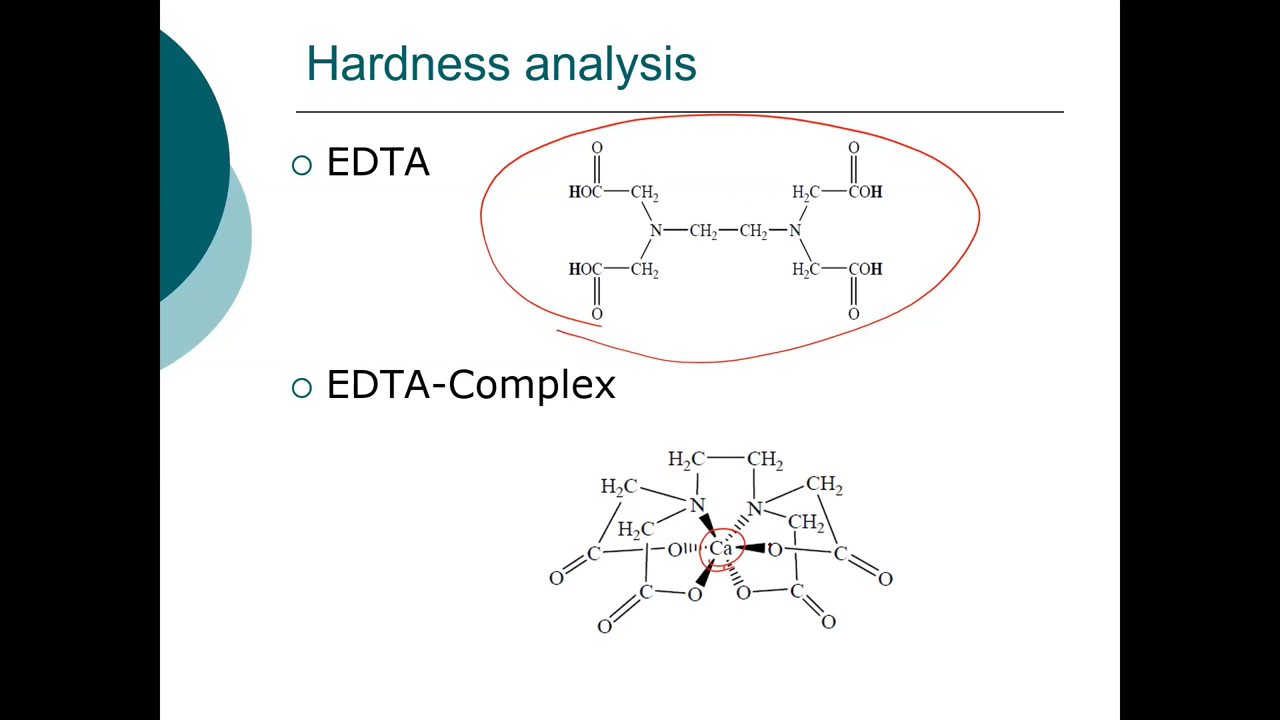 Hardness analysis
EDTA
O O
HOC CH₂ H₂C COH
N CH₂ CH₂ N
HOC CH₂ H₂C COH
O O
EDTA-Complex
H₂C CH₂
H₂C CH₂
N N
H₂C CH₂
O Ca O
C C
O O
C O O C
O O